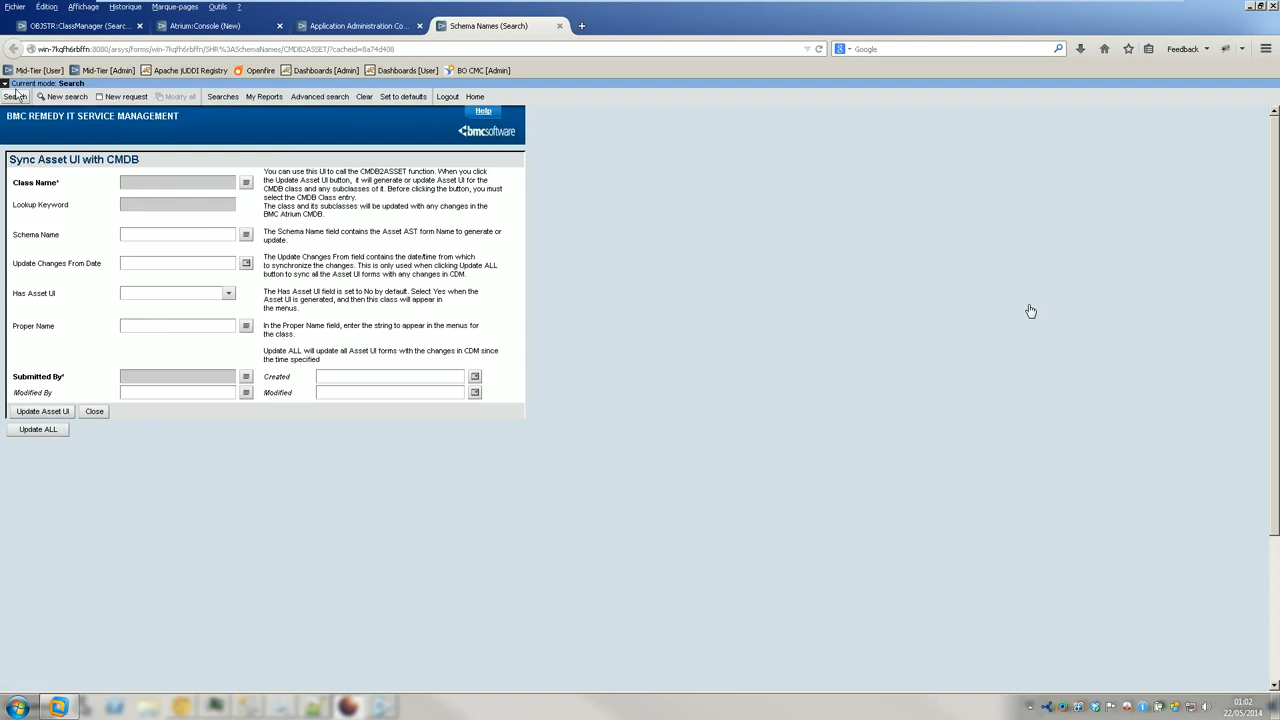 Fichier Édition Affichage Historique Marque-pages Outils ?
OBJSTR:ClassManager (Searc... × Atrium:Console (New) × Application Administration Co... × Schema Names (Search) × +
win-7kqfh6rbffn:8080/arsys/forms/win-7kqfh6rbffn/SHR%3ASchemaNames/CMDB2ASSET/?cacheid=8a74d408 Google Feedback
Mid-Tier [User] Mid-Tier [Admin] Apache jUDDI Registry Openfire Dashboards [Admin] Dashboards [User] BO CMC [Admin]
Current mode: Search
Search New search New request Modify all Searches My Reports Advanced search Clear Set to defaults Logout Home
BMC REMEDY IT SERVICE MANAGEMENT Help
bmcsoftware
Sync Asset UI with CMDB
Class Name*
You can use this UI to call the CMDB2ASSET function. When you click
the Update Asset UI button, it will generate or update Asset UI for the
CMDB class and any subclasses of it. Before clicking the button, you must
select the CMDB Class entry.
The class and its subclasses will be updated with any changes in the
BMC Atrium CMDB.
Lookup Keyword
Schema Name
The Schema Name field contains the Asset AST form Name to generate or
update.
Update Changes From Date
The Update Changes From field contains the date/time from which
to synchronize the changes. This is only used when clicking Update ALL
button to sync all the Asset UI forms with any changes in CDM.
Has Asset UI
The Has Asset UI field is set to No by default. Select Yes when the
Asset UI is generated, and then this class will appear in
the menus.
Proper Name
In the Proper Name field, enter the string to appear in the menus for
the class.
Update ALL will update all Asset UI forms with the changes in CDM since
the time specified
Submitted By* Created
Modified By Modified
Update Asset UI Close
Update ALL
01:02
22/05/2014